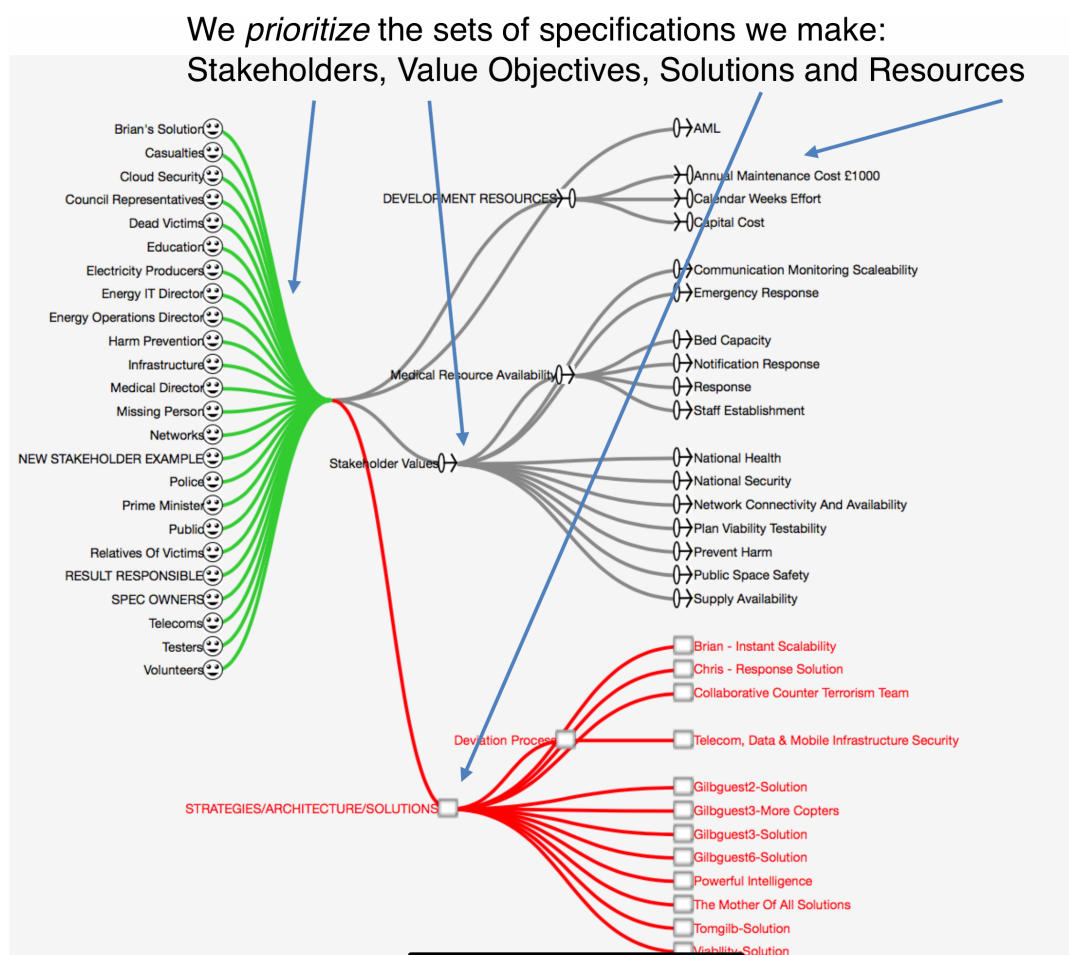 We prioritize the sets of specifications we make:
Stakeholders, Value Objectives, Solutions and Resources
Brian's Solution
Casualties
Cloud Security
Council Representatives
Dead Victims
Education
Electricity Producers
Energy IT Director
Energy Operations Director
Harm Prevention
Infrastructure
Medical Director
Missing Person
Networks
NEW STAKEHOLDER EXAMPLE
Police
Prime Minister
Public
Relatives Of Victims
RESULT RESPONSIBLE
SPEC OWNERS
Telecoms
Testers
Volunteers
DEVELOPMENT RESOURCES
Medical Resource Availability
Stakeholder Values
AML
Annual Maintenance Cost £1000
Calendar Weeks Effort
Capital Cost
Communication Monitoring Scaleability
Emergency Response
Bed Capacity
Notification Response
Response
Staff Establishment
National Health
National Security
Network Connectivity And Availability
Plan Viability Testability
Prevent Harm
Public Space Safety
Supply Availability
Deviation Process
STRATEGIES/ARCHITECTURE/SOLUTIONS
Brian - Instant Scalability
Chris - Response Solution
Collaborative Counter Terrorism Team
Telecom, Data & Mobile Infrastructure Security
Gilbguest2-Solution
Gilbguest3-More Copters
Gilbguest3-Solution
Gilbguest6-Solution
Powerful Intelligence
The Mother Of All Solutions
Tomgilb-Solution
Viability-Solution